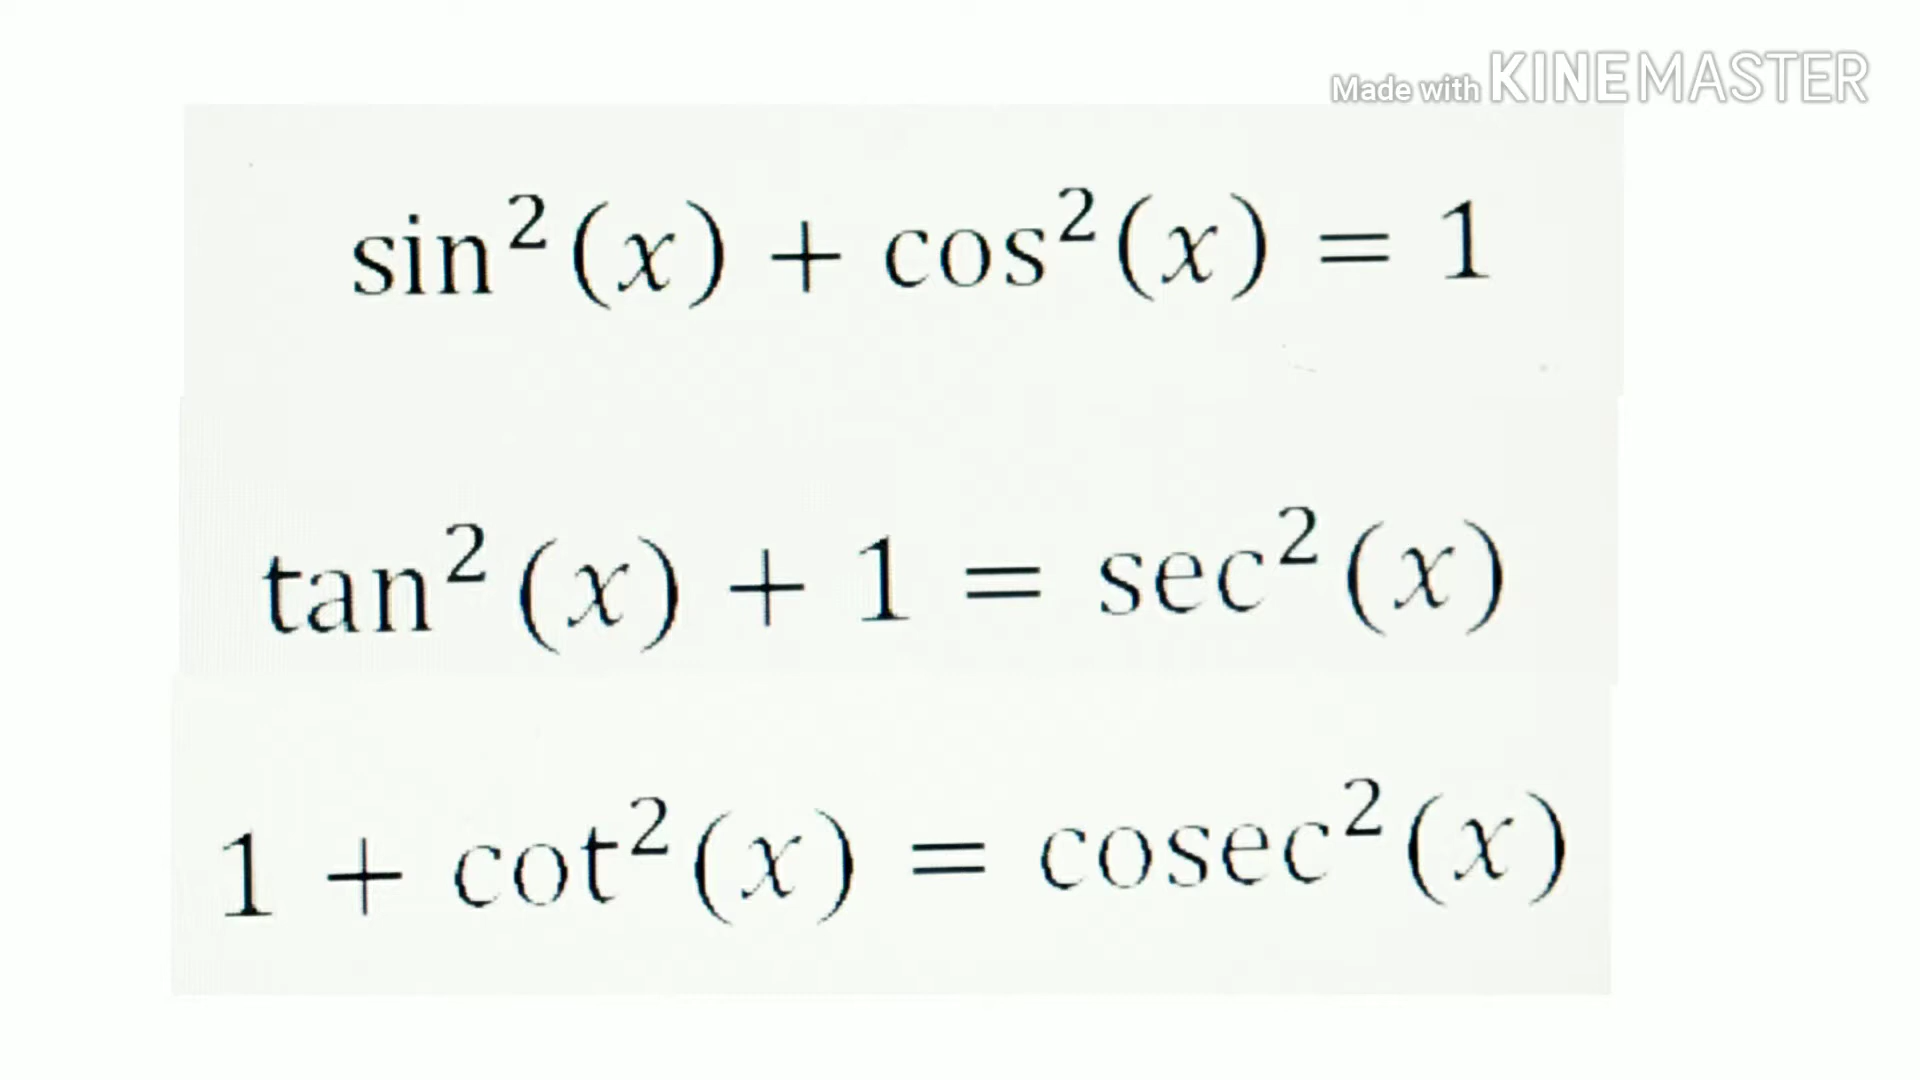 Made with KINEMASTER
sin²(x) + cos²(x) = 1
tan²(x) + 1 = sec²(x)
1 + cot²(x) = cosec²(x)